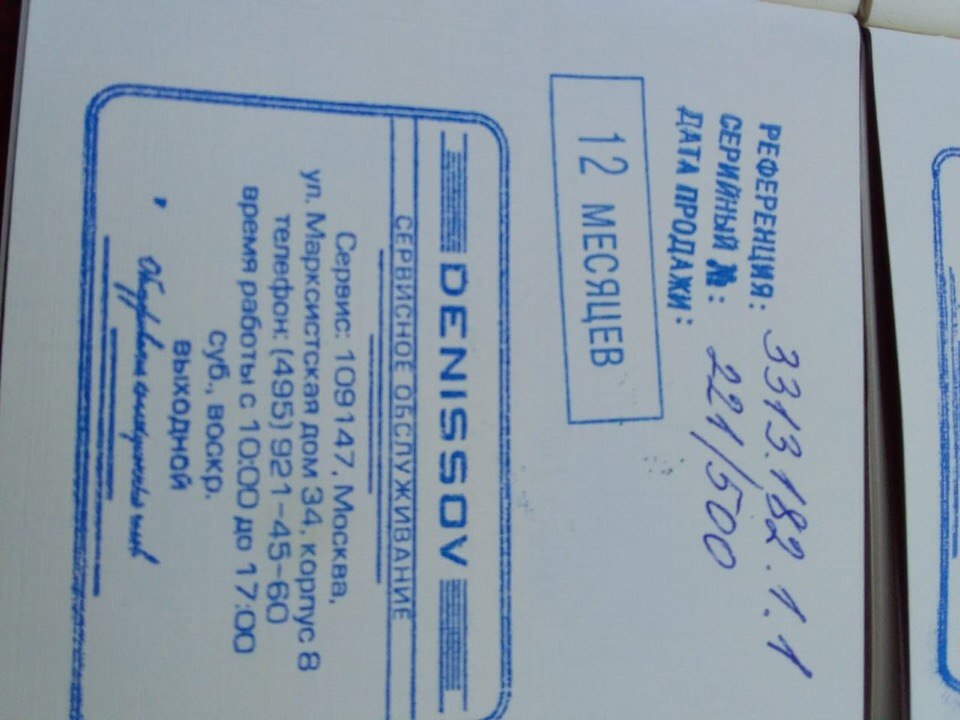 РЕФЕРЕНЦИЯ: 3313.182.1.1
СЕРИЙНЫЙ №: 221/500
ДАТА ПРОДАЖИ:
12 МЕСЯЦЕВ
DENISSOV
СЕРВИСНОЕ ОБСЛУЖИВАНИЕ
Сервис: 109147, Москва,
ул. Марксистская дом 34, корпус 8
телефон: (495) 921-45-60
время работы с 10:00 до 17:00
суб., воскр.
выходной